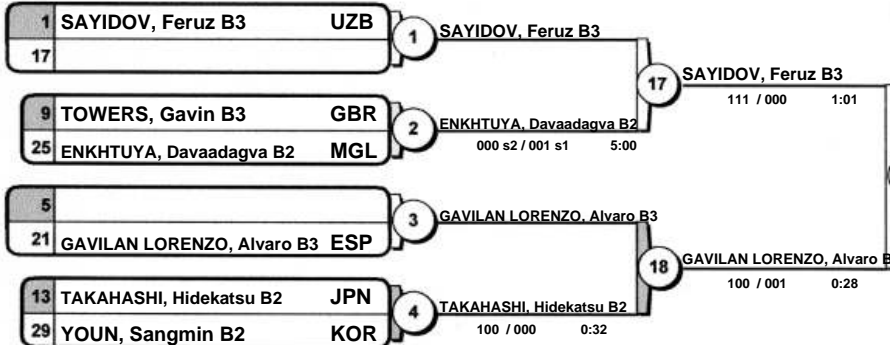 1 SAYIDOV, Feruz B3 UZB
17
1
SAYIDOV, Feruz B3
9 TOWERS, Gavin B3 GBR
25 ENKHTUYA, Davaadagva B2 MGL
2
ENKHTUYA, Davaadagva B2
000 s2 / 001 s1 5:00
17
SAYIDOV, Feruz B3
111 / 000 1:01
5
21 GAVILAN LORENZO, Alvaro B3 ESP
3
GAVILAN LORENZO, Alvaro B3
13 TAKAHASHI, Hidekatsu B2 JPN
29 YOUN, Sangmin B2 KOR
4
TAKAHASHI, Hidekatsu B2
100 / 000 0:32
18
GAVILAN LORENZO, Alvaro B
100 / 001 0:28